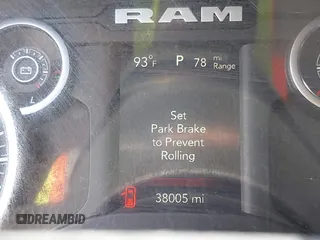 RAM
93°F P 78 mi Range
Set
Park Brake
to Prevent
Rolling
38005 mi
DREAMBID